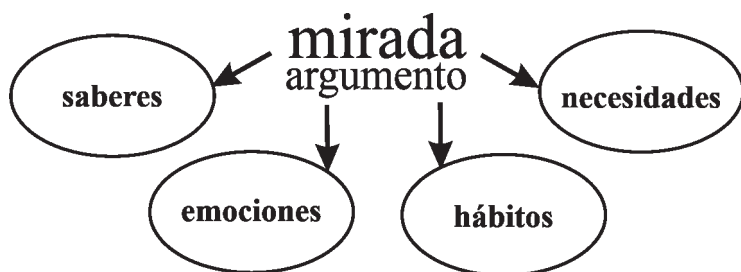 mirada
argumento
saberes
necesidades
emociones
hábitos